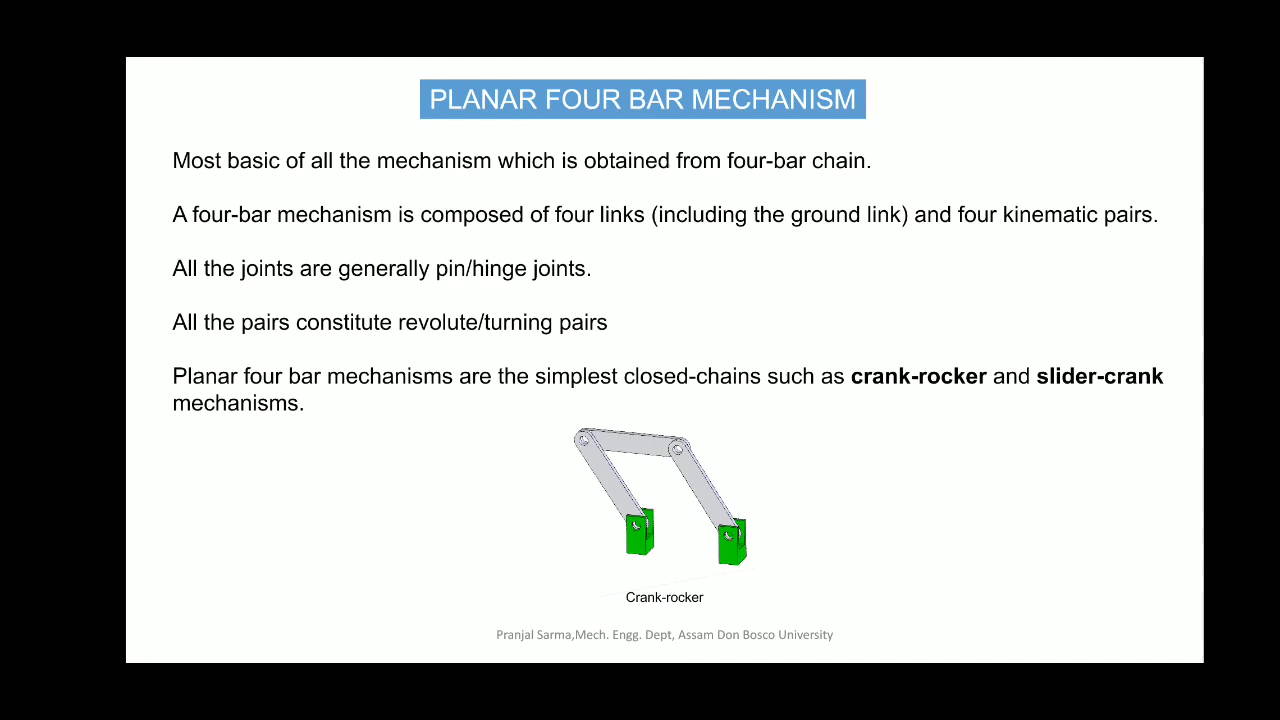 PLANAR FOUR BAR MECHANISM
Most basic of all the mechanism which is obtained from four-bar chain.
A four-bar mechanism is composed of four links (including the ground link) and four kinematic pairs.
All the joints are generally pin/hinge joints.
All the pairs constitute revolute/turning pairs
Planar four bar mechanisms are the simplest closed-chains such as crank-rocker and slider-crank
mechanisms.
Crank-rocker
Pranjal Sarma,Mech. Engg. Dept, Assam Don Bosco University